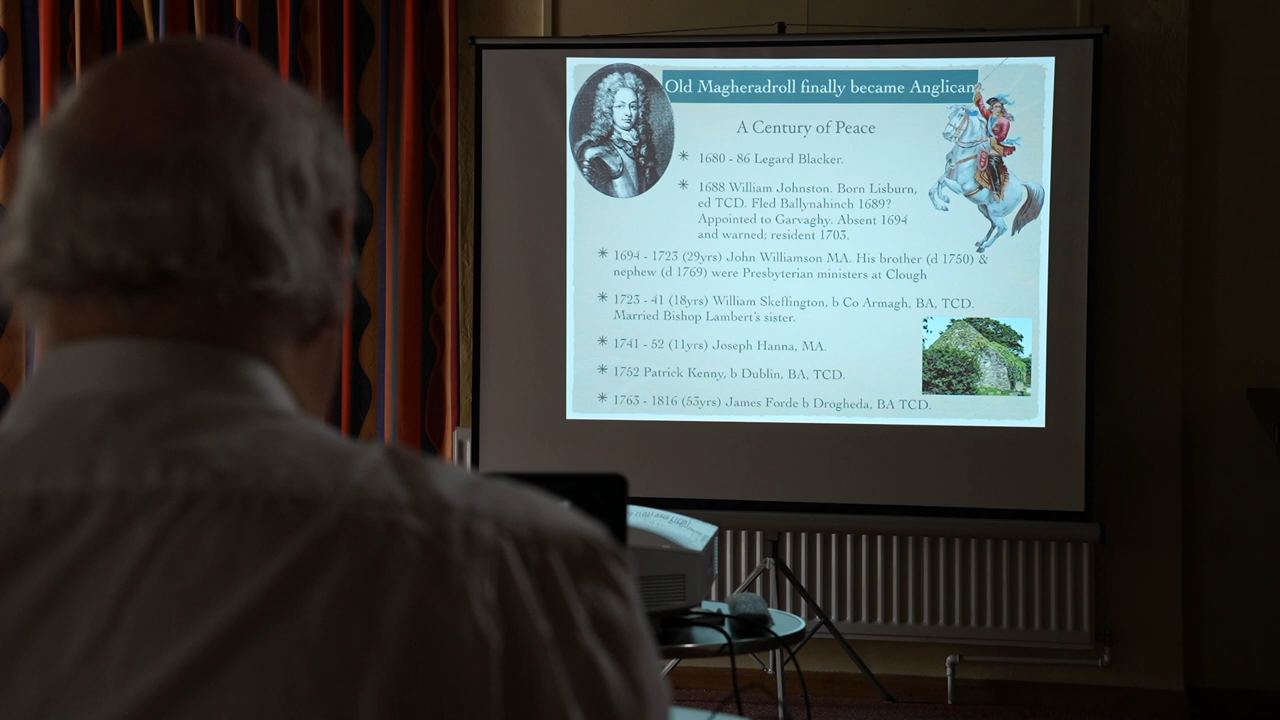 Old Magheradroll finally became Anglican
A Century of Peace
* 1680 - 86 Legard Blacker.
* 1688 William Johnston. Born Lisburn,
ed TCD. Fled Ballynahinch 1689?
Appointed to Garvaghy. Absent 1694
and warned; resident 1703.
* 1694 - 1723 (29yrs) John Williamson MA. His brother (d 1750) &
nephew (d 1769) were Presbyterian ministers at Clough
* 1723 - 41 (18yrs) William Skeffington, b Co Armagh, BA, TCD.
Married Bishop Lambert's sister.
* 1741 - 52 (11yrs) Joseph Hanna, MA.
* 1752 Patrick Kenny, b Dublin, BA, TCD.
* 1763 - 1816 (53yrs) James Forde b Drogheda, BA TCD.